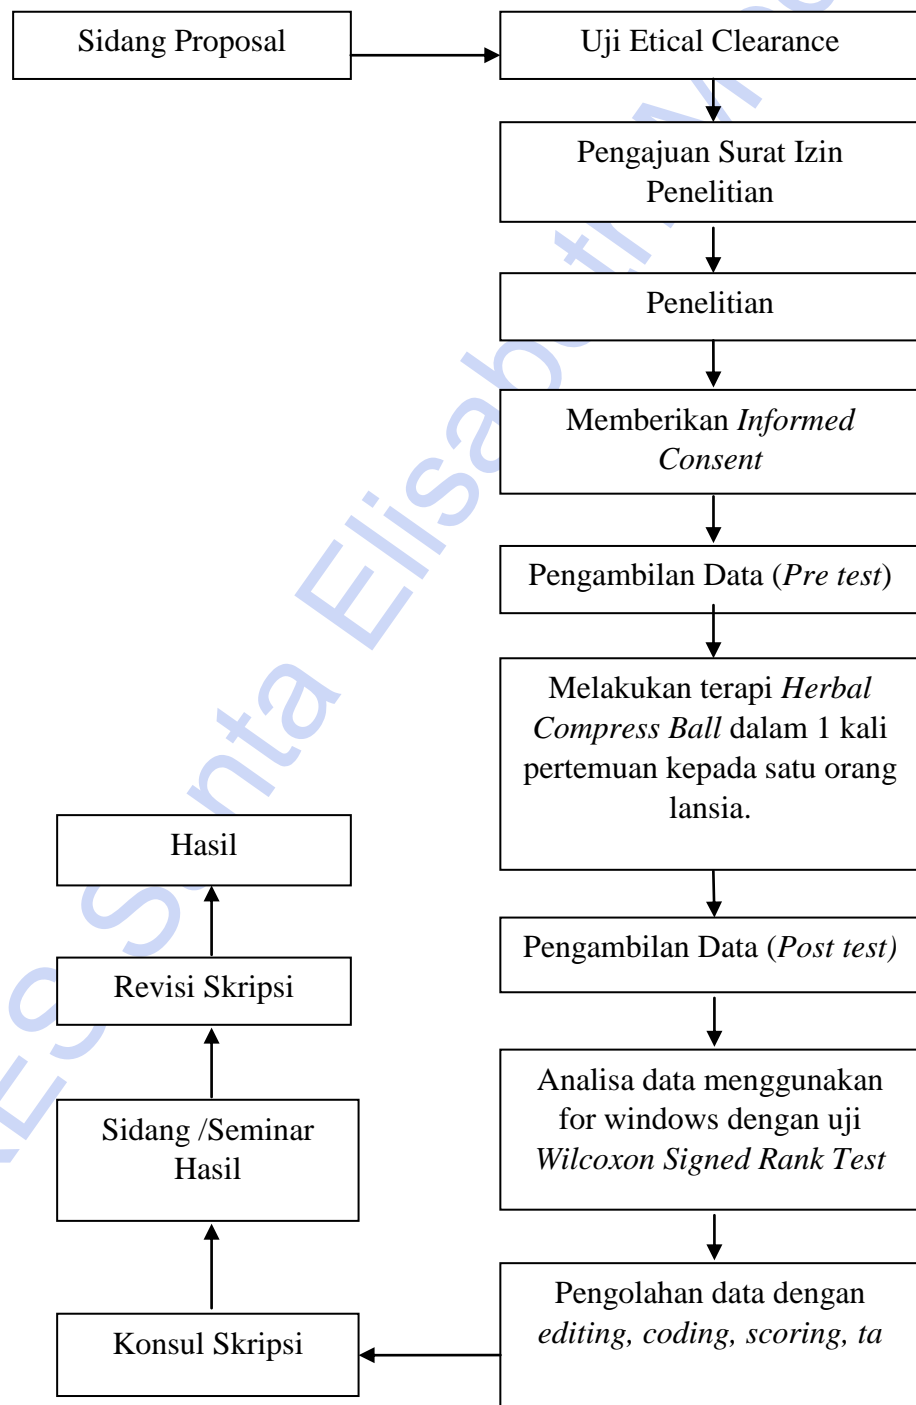 Sidang Proposal
Uji Etical Clearance
Pengajuan Surat Izin
Penelitian
Penelitian
Memberikan Informed
Consent
Pengambilan Data (Pre test)
Melakukan terapi Herbal
Compress Ball dalam 1 kali
pertemuan kepada satu orang
lansia.
Pengambilan Data (Post test)
Analisa data menggunakan
for windows dengan uji
Wilcoxon Signed Rank Test
Pengolahan data dengan
editing, coding, scoring, ta
Konsul Skripsi
Sidang /Seminar
Hasil
Revisi Skripsi
Hasil
Santa